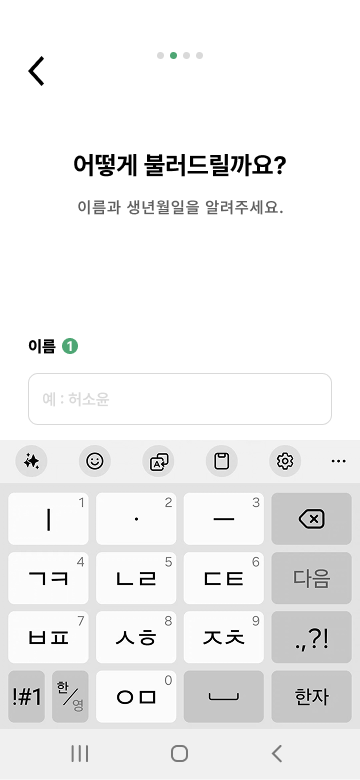 어떻게 불러드릴까요?
이름과 생년월일을 알려주세요.
이름 1
예 : 허소윤
ㅣ 1 · 2 ㅡ 3
ㄱㅋ 4 ㄴㄹ 5 ㄷㅌ 6 다음
ㅂㅍ 7 ㅅㅎ 8 ㅈㅊ 9 .,?!
!#1 한/영 ㅇㅁ 0 한자